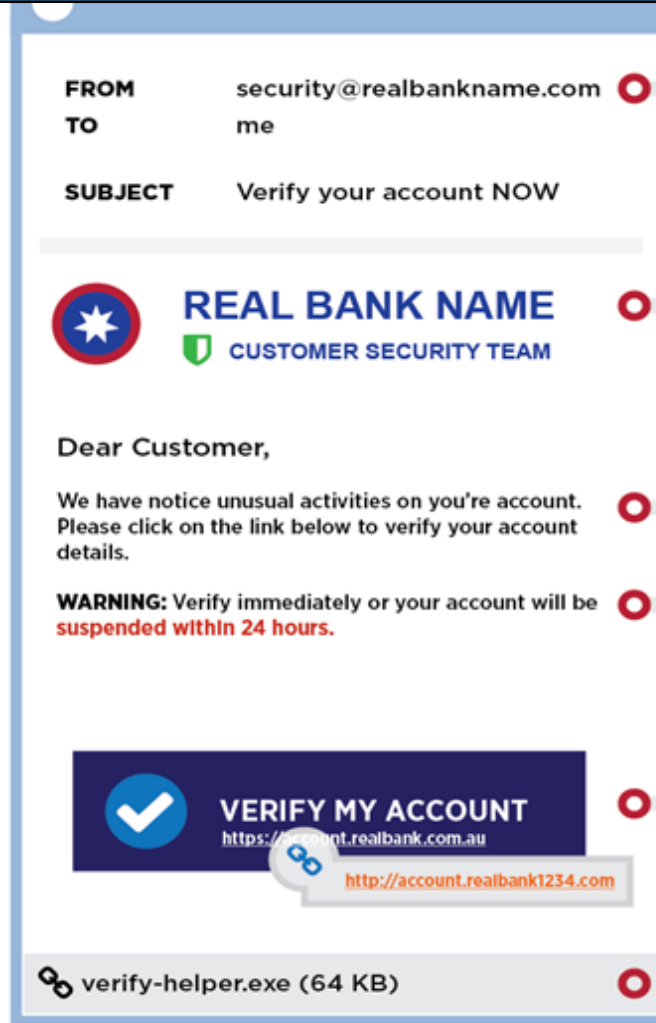 FROM security@realbankname.com
TO me
SUBJECT Verify your account NOW
REAL BANK NAME
CUSTOMER SECURITY TEAM
Dear Customer,
We have notice unusual activities on you're account.
Please click on the link below to verify your account
details.
WARNING: Verify immediately or your account will be
suspended within 24 hours.
VERIFY MY ACCOUNT
https://account.realbank.com.au
http://account.realbank1234.com
verify-helper.exe (64 KB)